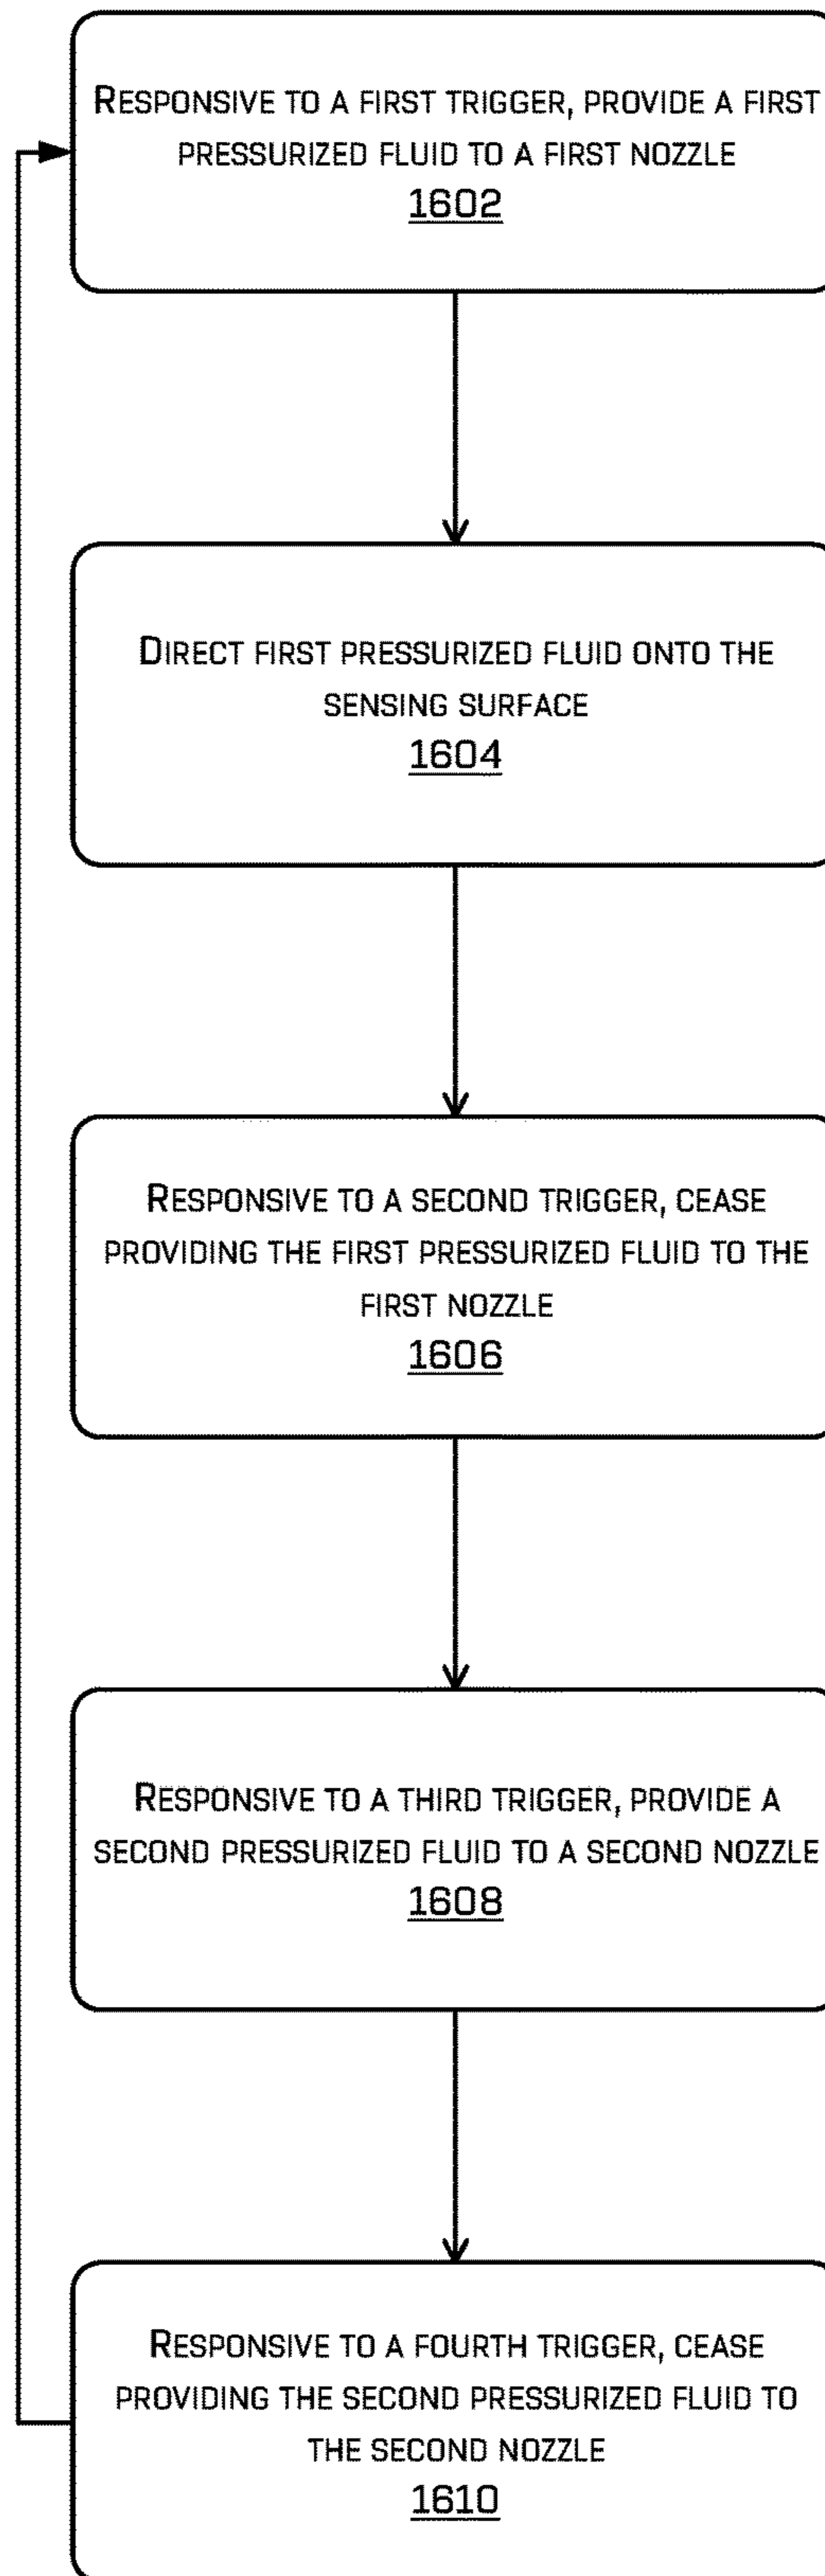 Responsive to a first trigger, provide a first
pressurized fluid to a first nozzle
1602
Direct first pressurized fluid onto the
sensing surface
1604
Responsive to a second trigger, cease
providing the first pressurized fluid to the
first nozzle
1606
Responsive to a third trigger, provide a
second pressurized fluid to a second nozzle
1608
Responsive to a fourth trigger, cease
providing the second pressurized fluid to
the second nozzle
1610